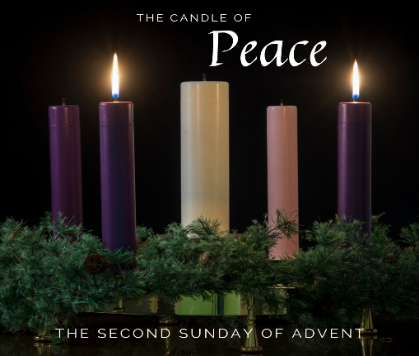 THE CANDLE OF
Peace
THE SECOND SUNDAY OF ADVENT